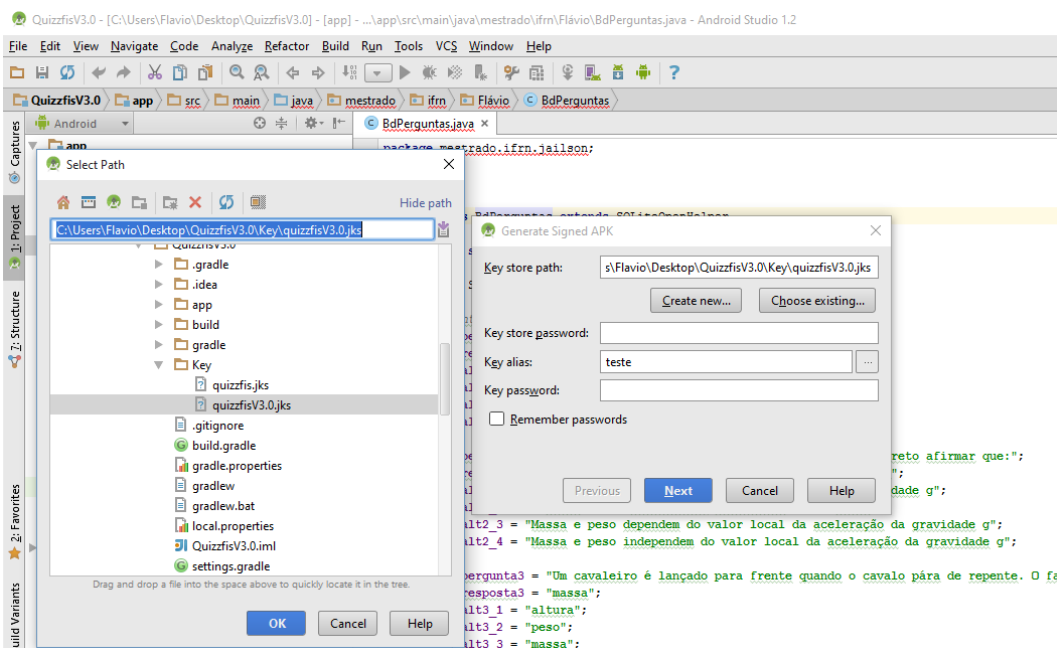 QuizzfisV3.0 - [C:\Users\Flavio\Desktop\QuizzfisV3.0] - [app] - ...\app\src\main\java\mestrado\ifrn\Flávio\BdPerguntas.java - Android Studio 1.2
File Edit View Navigate Code Analyze Refactor Build Run Tools VCS Window Help
QuizzfisV3.0 app src main java mestrado ifrn Flávio BdPerguntas
Captures
1: Project
7: Structure
2: Favorites
uild Variants
Android
BdPerguntas.java
app
package mestrado.ifrn.jailson;
BdPerguntas extends SQLiteOpenHelper
Select Path
Hide path
C:\Users\Flavio\Desktop\QuizzfisV3.0\Key\quizzfisV3.0.jks
QuizzfisV3.0
.gradle
.idea
app
build
gradle
Key
quizzfis.jks
quizzfisV3.0.jks
.gitignore
build.gradle
gradle.properties
gradlew
gradlew.bat
local.properties
QuizzfisV3.0.iml
settings.gradle
Drag and drop a file into the space above to quickly locate it in the tree.
OK Cancel Help
Generate Signed APK
Key store path: s\Flavio\Desktop\QuizzfisV3.0\Key\quizzfisV3.0.jks
Create new... Choose existing...
Key store password:
Key alias: teste ...
Key password:
Remember passwords
Previous Next Cancel Help
reto afirmar que:";
";
dade g";
alt2_3 = "Massa e peso dependem do valor local da aceleração da gravidade g";
alt2_4 = "Massa e peso independem do valor local da aceleração da gravidade g";
pergunta3 = "Um cavaleiro é lançado para frente quando o cavalo pára de repente. O fa
resposta3 = "massa";
alt3_1 = "altura";
alt3_2 = "peso";
alt3_3 = "massa";